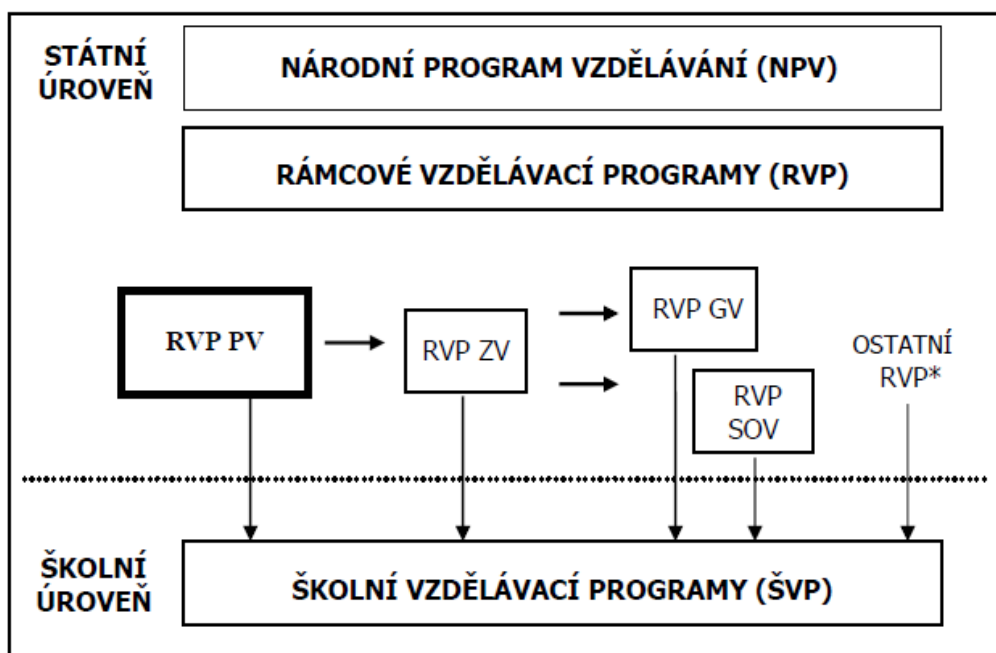 STÁTNÍ
ÚROVEŇ
NÁRODNÍ PROGRAM VZDĚLÁVÁNÍ (NPV)
RÁMCOVÉ VZDĚLÁVACÍ PROGRAMY (RVP)
RVP PV
RVP ZV
RVP GV
RVP
SOV
OSTATNÍ
RVP*
ŠKOLNÍ
ÚROVEŇ
ŠKOLNÍ VZDĚLÁVACÍ PROGRAMY (ŠVP)